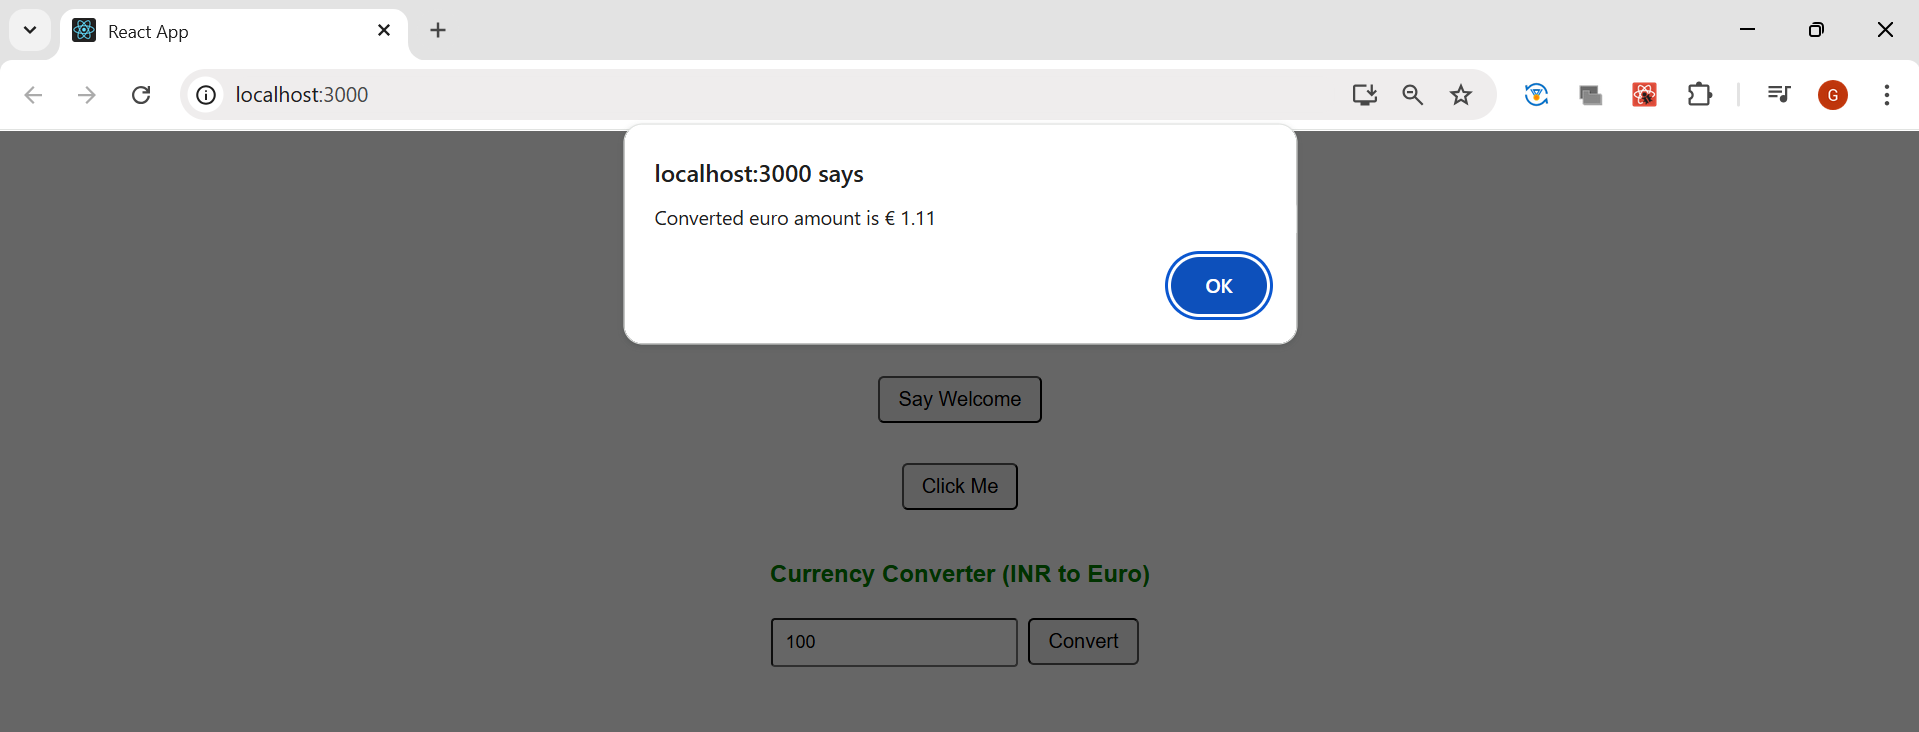 React App
localhost:3000
G
localhost:3000 says
Converted euro amount is € 1.11
OK
Say Welcome
Click Me
Currency Converter (INR to Euro)
100 Convert